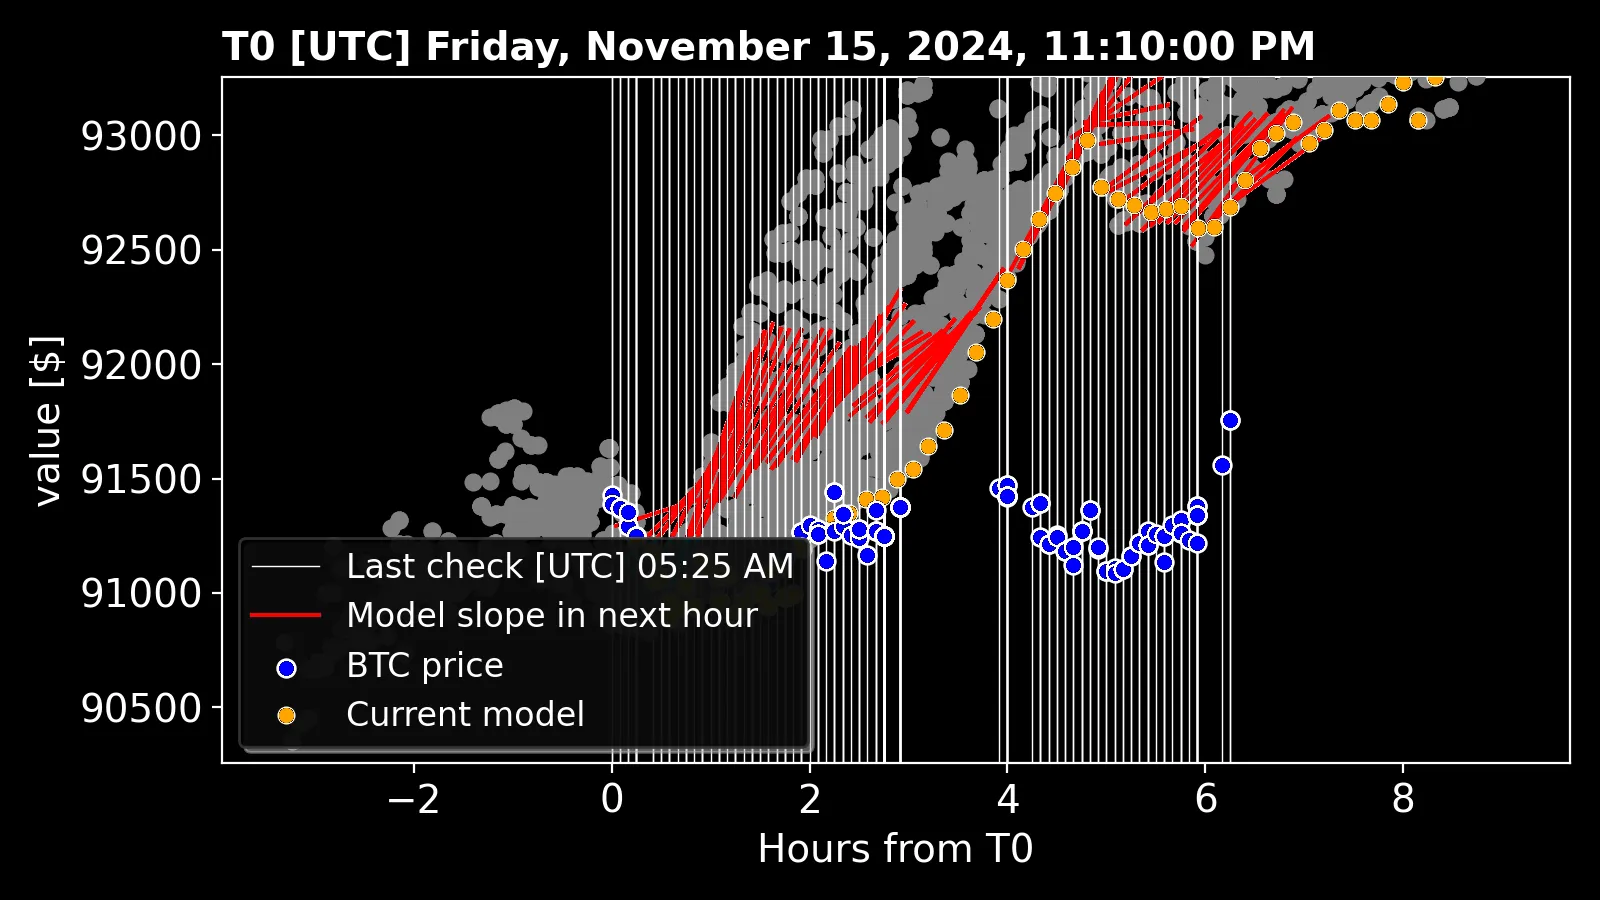 T0 [UTC] Friday, November 15, 2024, 11:10:00 PM
93000
92500
92000
91500
91000
90500
value [$]
Last check [UTC] 05:25 AM
Model slope in next hour
BTC price
Current model
−2 0 2 4 6 8
Hours from T0